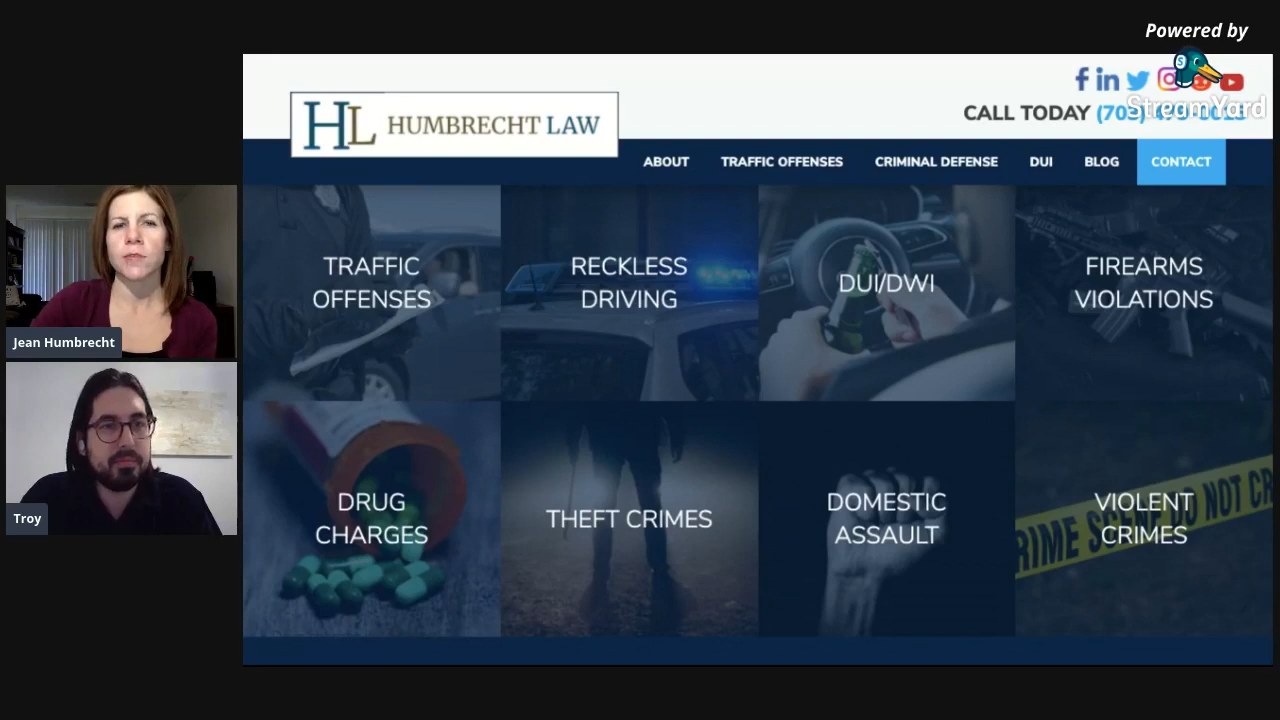 Powered by
StreamYard
CALL TODAY
HL HUMBRECHT LAW
ABOUT TRAFFIC OFFENSES CRIMINAL DEFENSE DUI BLOG CONTACT
TRAFFIC
OFFENSES
RECKLESS
DRIVING
DUI/DWI
FIREARMS
VIOLATIONS
Jean Humbrecht
Troy
DRUG
CHARGES
THEFT CRIMES
DOMESTIC
ASSAULT
VIOLENT
CRIMES